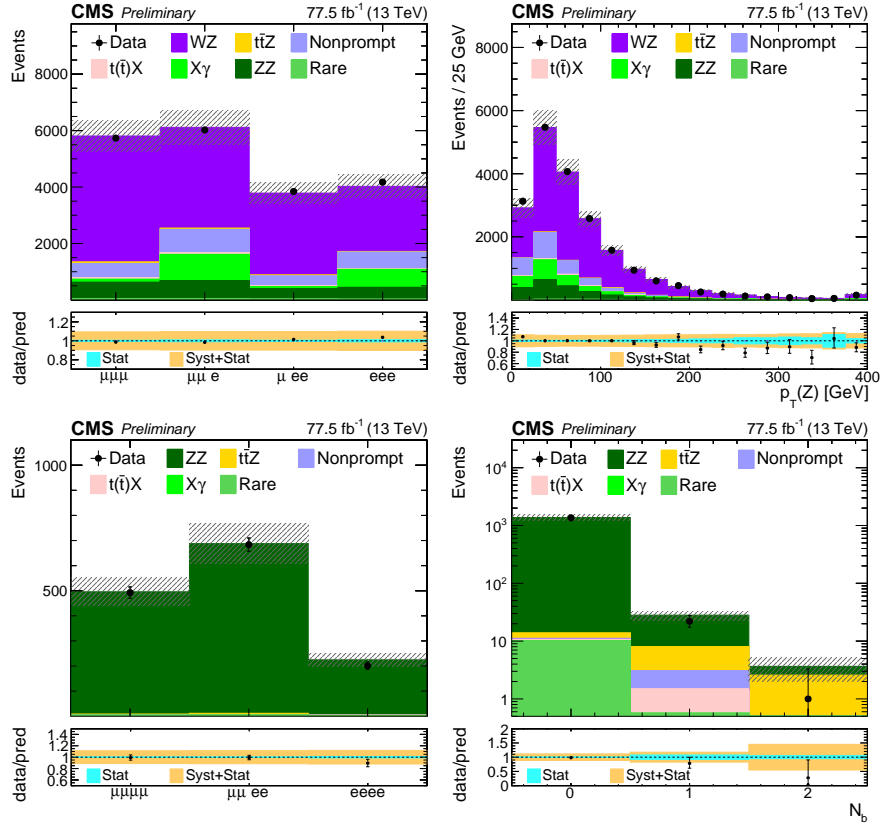 CMS Preliminary 77.5 fb⁻¹ (13 TeV)
Events
Data WZ tt̄Z Nonprompt
t(t̄)X Xγ ZZ Rare
8000
6000
4000
2000
data/pred
1.2
1
0.8
Stat Syst+Stat
μμμ μμ e μ ee eee
CMS Preliminary 77.5 fb⁻¹ (13 TeV)
Events / 25 GeV
Data WZ tt̄Z Nonprompt
t(t̄)X Xγ ZZ Rare
8000
6000
4000
2000
data/pred
1.4
1.2
1
0.8
0.6
Stat Syst+Stat
0 100 200 300 400
p_T(Z) [GeV]
CMS Preliminary 77.5 fb⁻¹ (13 TeV)
Events
Data ZZ tt̄Z Nonprompt
t(t̄)X Xγ Rare
1000
500
data/pred
1.4
1.2
1
0.8
0.6
Stat Syst+Stat
μμμμ μμ ee eeee
CMS Preliminary 77.5 fb⁻¹ (13 TeV)
Events
Data ZZ tt̄Z Nonprompt
t(t̄)X Xγ Rare
10⁴
10³
10²
10
1
data/pred
2
1.5
1
0.5
0
Stat Syst+Stat
0 1 2
N_b